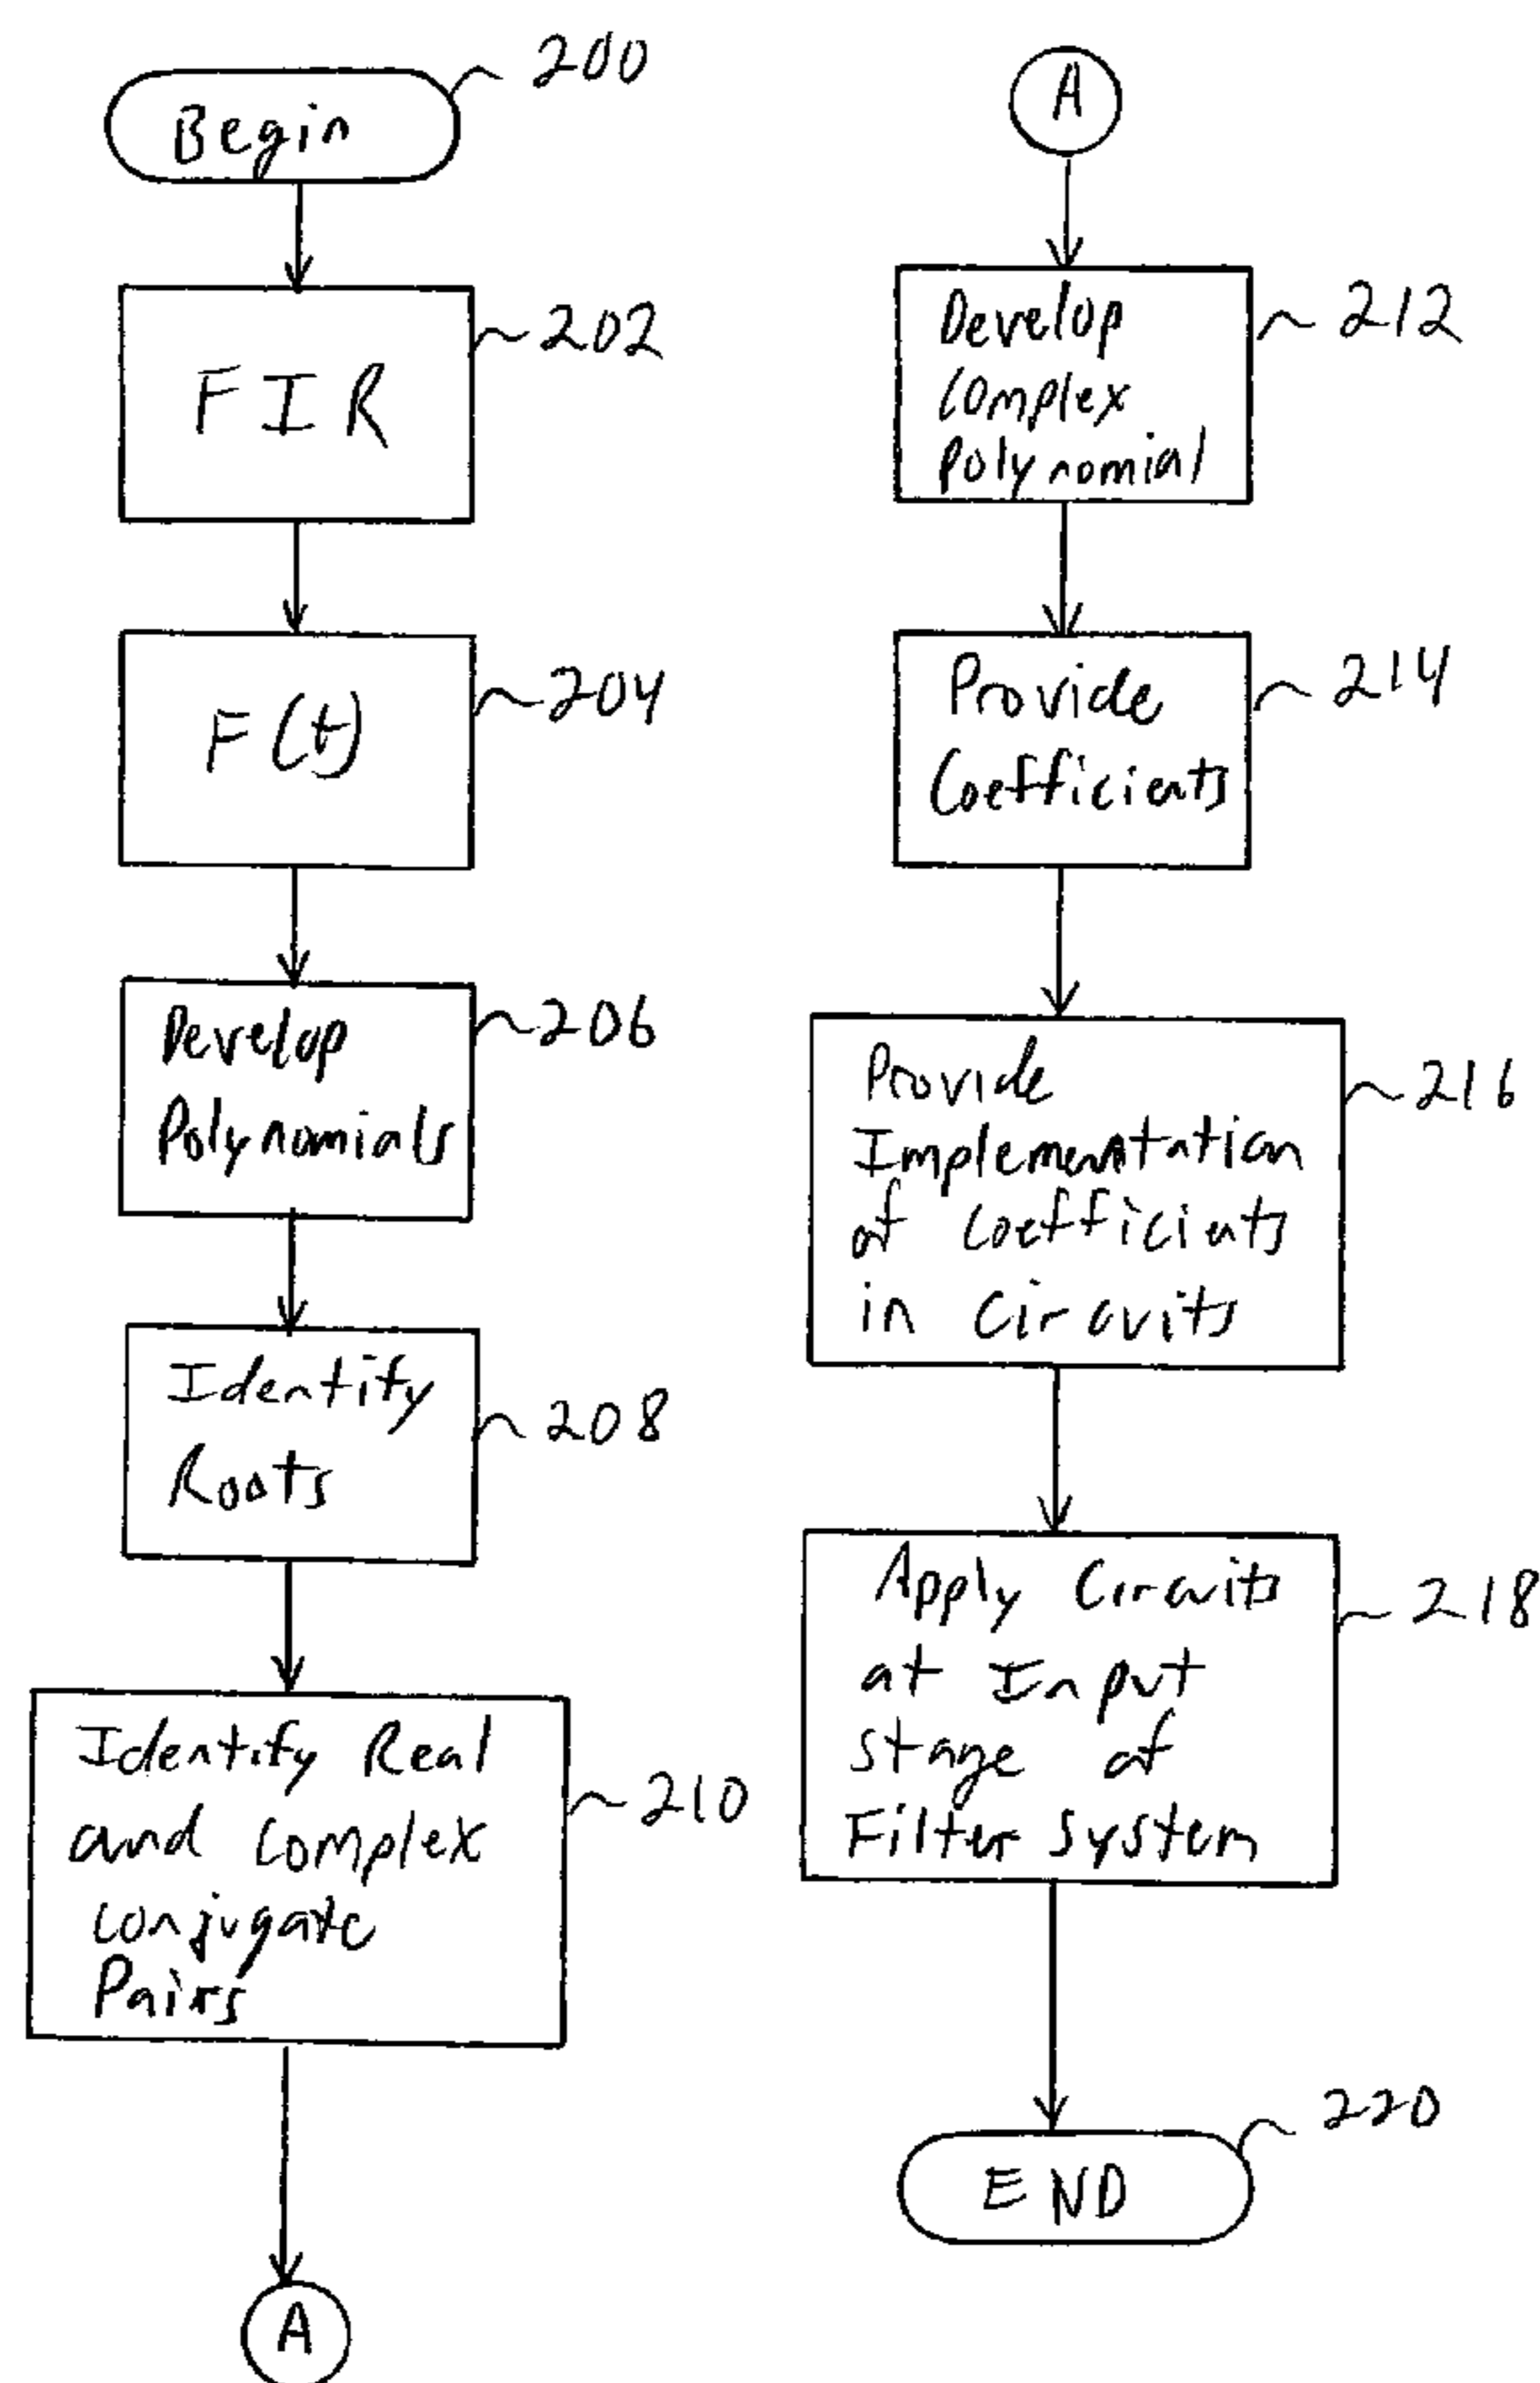 200
Begin
202
FIR
204
F(t)
206
Develop
Polynomials
208
Identify
Roots
210
Identify Real
and Complex
Conjugate
Pairs
A
A
212
Develop
Complex
Polynomial
214
Provide
Coefficients
216
Provide
Implementation
of Coefficients
in Circuits
218
Apply Circuits
at Input
Stage of
Filter System
220
END